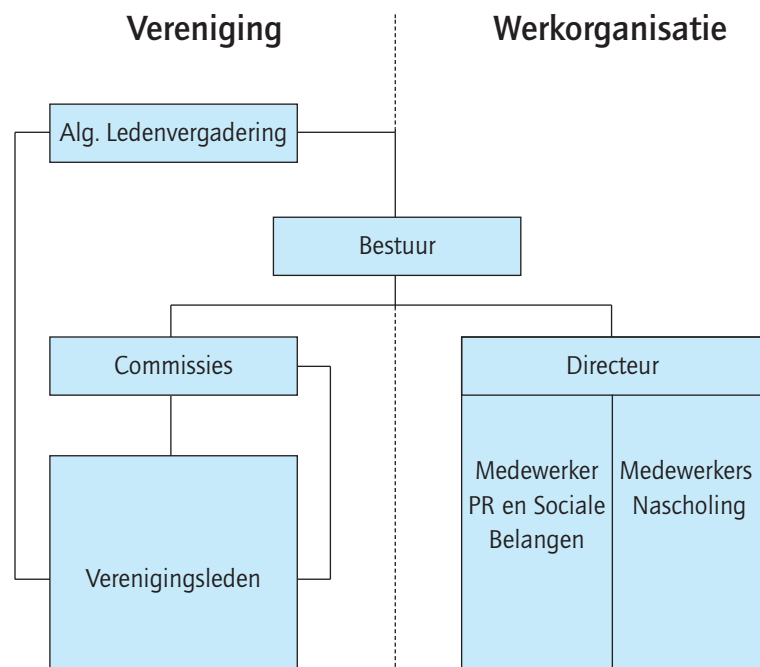 Vereniging
Werkorganisatie
Alg. Ledenvergadering
Bestuur
Commissies
Directeur
Verenigingsleden
Medewerker
PR en Sociale
Belangen
Medewerkers
Nascholing